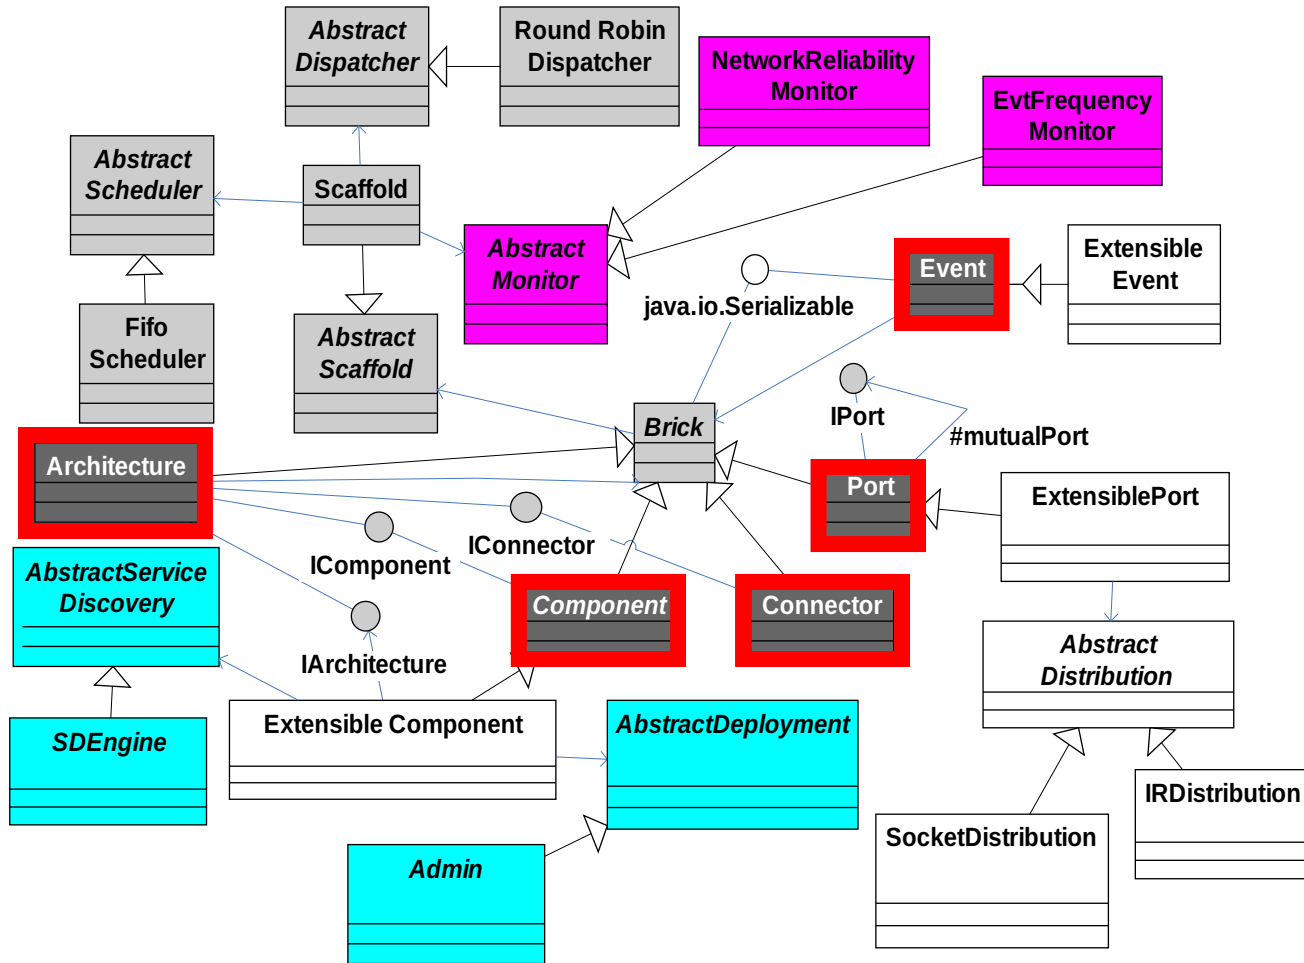 Abstract
Dispatcher
Round Robin
Dispatcher
NetworkReliability
Monitor
EvtFrequency
Monitor
Abstract
Scheduler
Scaffold
Abstract
Monitor
Event
Extensible
Event
java.io.Serializable
Fifo
Scheduler
Abstract
Scaffold
IPort
#mutualPort
Brick
Architecture
Port
ExtensiblePort
IConnector
IComponent
AbstractService
Discovery
Component
Connector
IArchitecture
Abstract
Distribution
SDEngine
Extensible Component
AbstractDeployment
IRDistribution
SocketDistribution
Admin